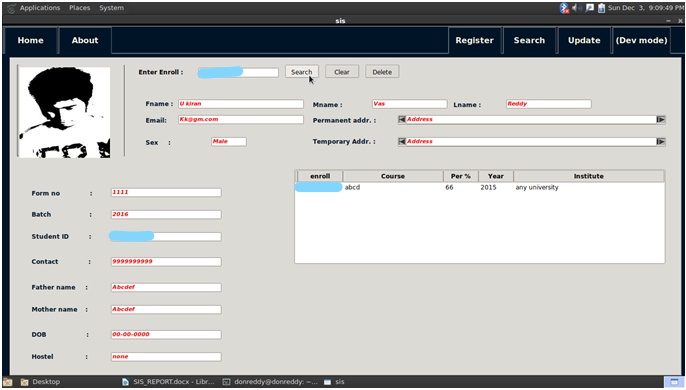 Applications Places System Sun Dec 3, 9:09:49 PM
sis
Home About Register Search Update (Dev mode)
Enter Enroll : Search Clear Delete
Fname : U kiran Mname : Vas Lname : Reddy
Email: Kk@gm.com Permanent addr. : Address
Sex : Male Temporary Addr. : Address
enroll Course Per % Year Institute
abcd 66 2015 any university
Form no : 1111
Batch : 2016
Student ID :
Contact : 9999999999
Father name : Abcdef
Mother name : Abcdef
DOB : 00-00-0000
Hostel : none
Desktop SIS_REPORT.docx - Libr... donreddy@donreddy: ~... sis